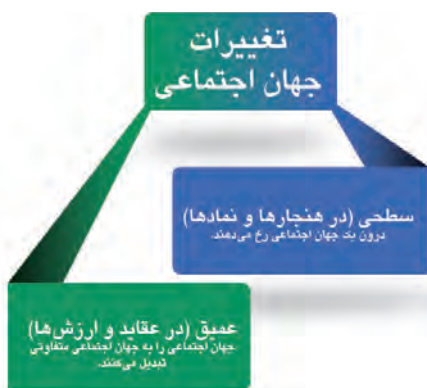 تغییرات
جهان اجتماعی
سطحی (در هنجارها و نمادها)
درون یک جهان اجتماعی رخ می‌دهند.
عمیق (در عقاید و ارزش‌ها)
جهان اجتماعی را به جهان اجتماعی متفاوتی
تبدیل می‌کنند.